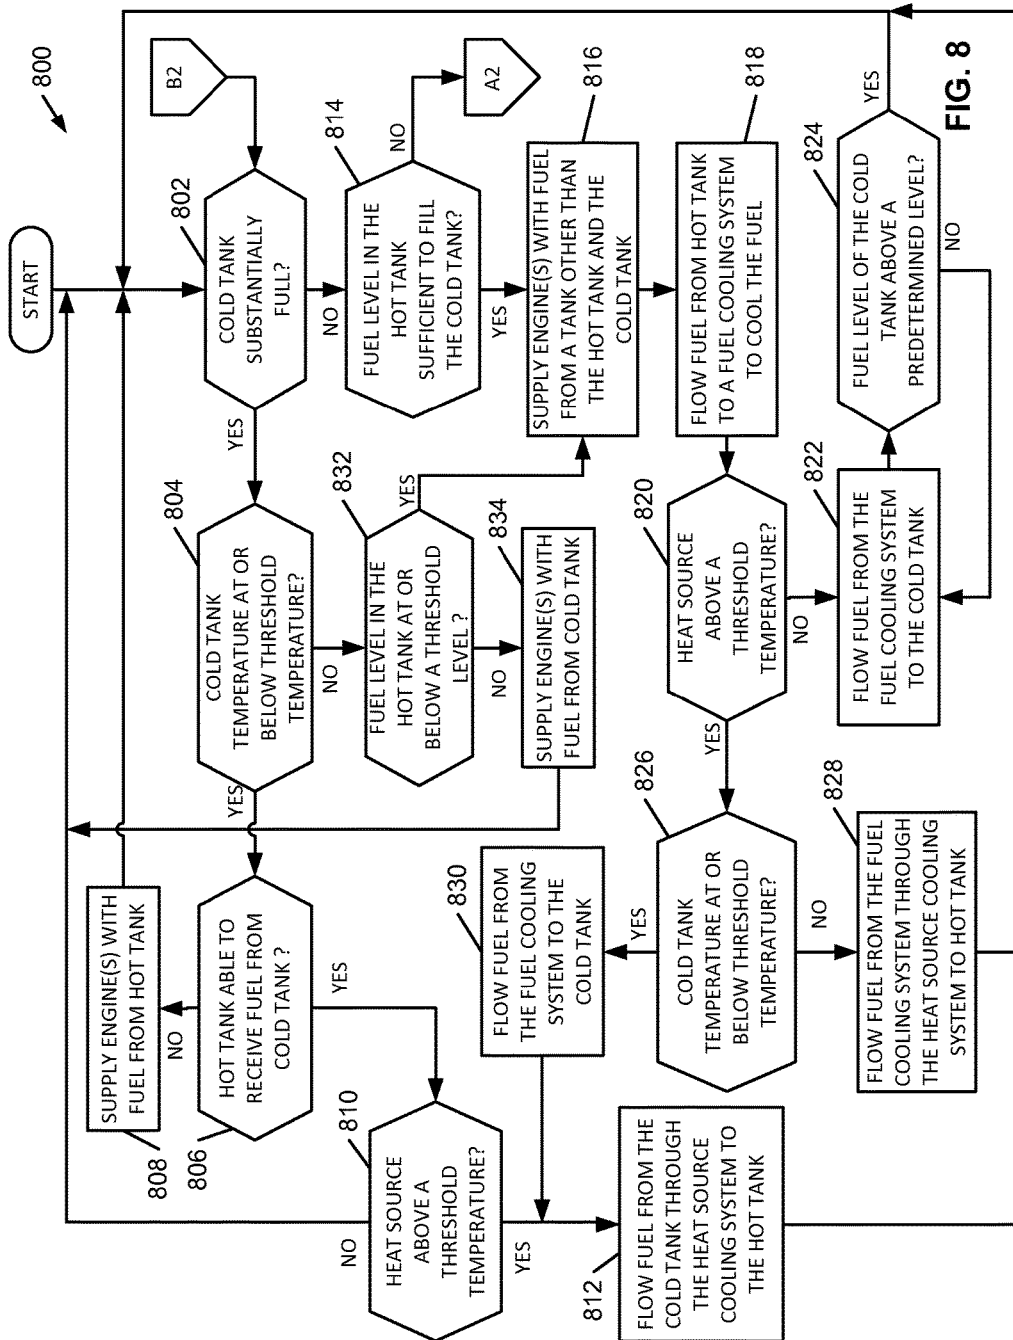 800
START
B2
802
COLD TANK
SUBSTANTIALLY
FULL?
YES
NO
814
FUEL LEVEL IN THE
HOT TANK
SUFFICIENT TO FILL
THE COLD TANK?
NO
A2
YES
816
SUPPLY ENGINE(S) WITH FUEL
FROM A TANK OTHER THAN
THE HOT TANK AND THE
COLD TANK
818
FLOW FUEL FROM HOT TANK
TO A FUEL COOLING SYSTEM
TO COOL THE FUEL
824
FUEL LEVEL OF THE COLD
TANK ABOVE A
PREDETERMINED LEVEL?
YES
NO
804
COLD TANK
TEMPERATURE AT OR
BELOW THRESHOLD
TEMPERATURE?
YES
NO
832
FUEL LEVEL IN THE
HOT TANK AT OR
BELOW A THRESHOLD
LEVEL ?
YES
NO
834
SUPPLY ENGINE(S) WITH
FUEL FROM COLD TANK
820
HEAT SOURCE
ABOVE A
THRESHOLD
TEMPERATURE?
NO
YES
822
FLOW FUEL FROM THE
FUEL COOLING SYSTEM
TO THE COLD TANK
SUPPLY ENGINE(S) WITH
FUEL FROM HOT TANK
808
NO
806
HOT TANK ABLE TO
RECEIVE FUEL FROM
COLD TANK ?
YES
830
FLOW FUEL FROM
THE FUEL COOLING
SYSTEM TO THE
COLD TANK
YES
826
COLD TANK
TEMPERATURE AT OR
BELOW THRESHOLD
TEMPERATURE?
NO
828
FLOW FUEL FROM THE FUEL
COOLING SYSTEM THROUGH
THE HEAT SOURCE COOLING
SYSTEM TO HOT TANK
810
NO
HEAT SOURCE
ABOVE A
THRESHOLD
TEMPERATURE?
YES
812
FLOW FUEL FROM THE
COLD TANK THROUGH
THE HEAT SOURCE
COOLING SYSTEM TO
THE HOT TANK
FIG. 8